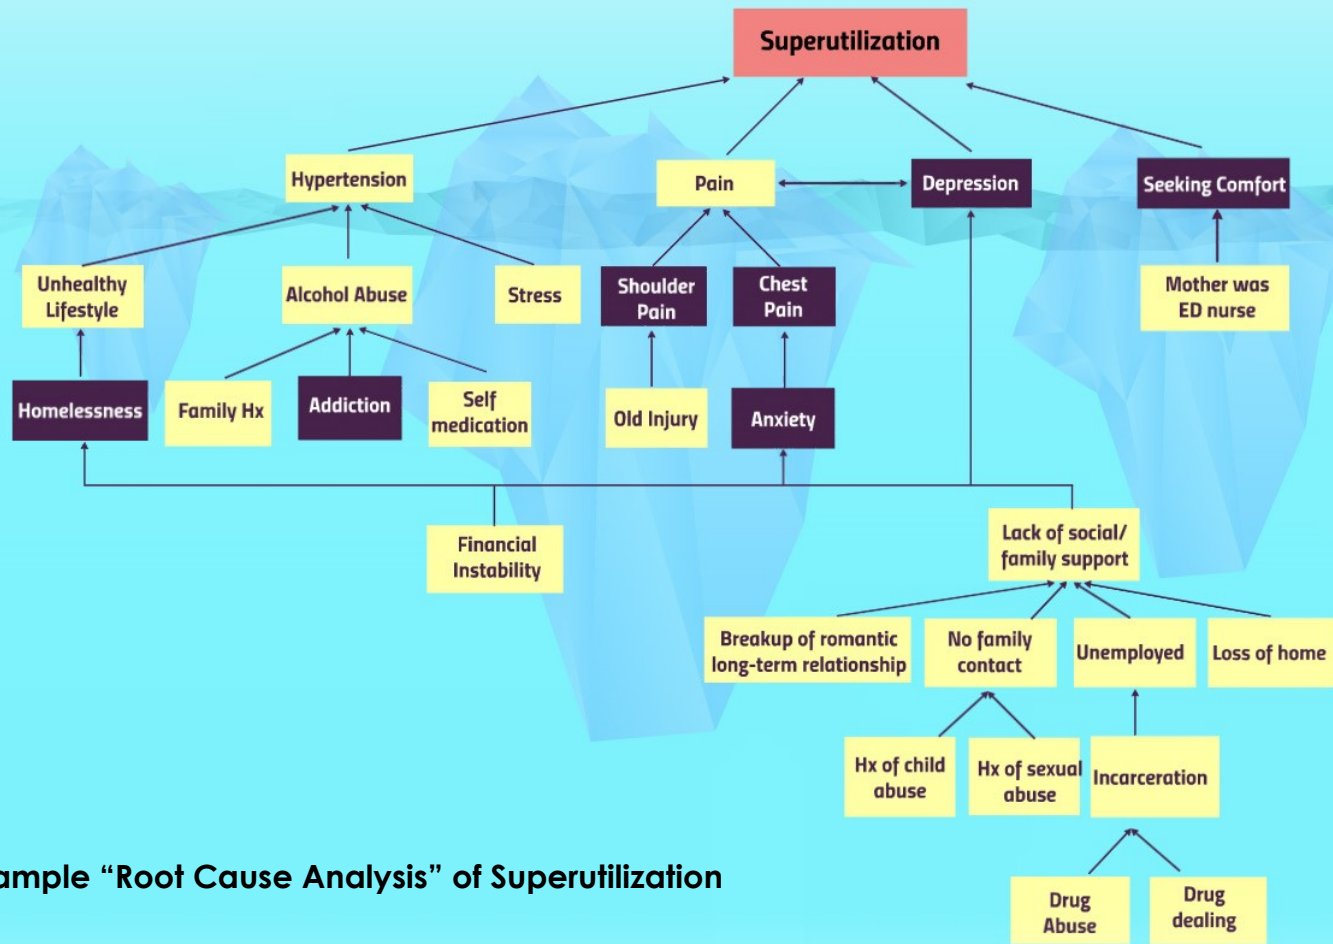 Superutilization
Hypertension
Pain
Depression
Seeking Comfort
Unhealthy
Lifestyle
Alcohol Abuse
Stress
Shoulder
Pain
Chest
Pain
Mother was
ED nurse
Homelessness
Family Hx
Addiction
Self
medication
Old Injury
Anxiety
Financial
Instability
Lack of social/
family support
Breakup of romantic
long-term relationship
No family
contact
Unemployed
Loss of home
Hx of child
abuse
Hx of sexual
abuse
Incarceration
ample “Root Cause Analysis” of Superutilization
Drug
Abuse
Drug
dealing